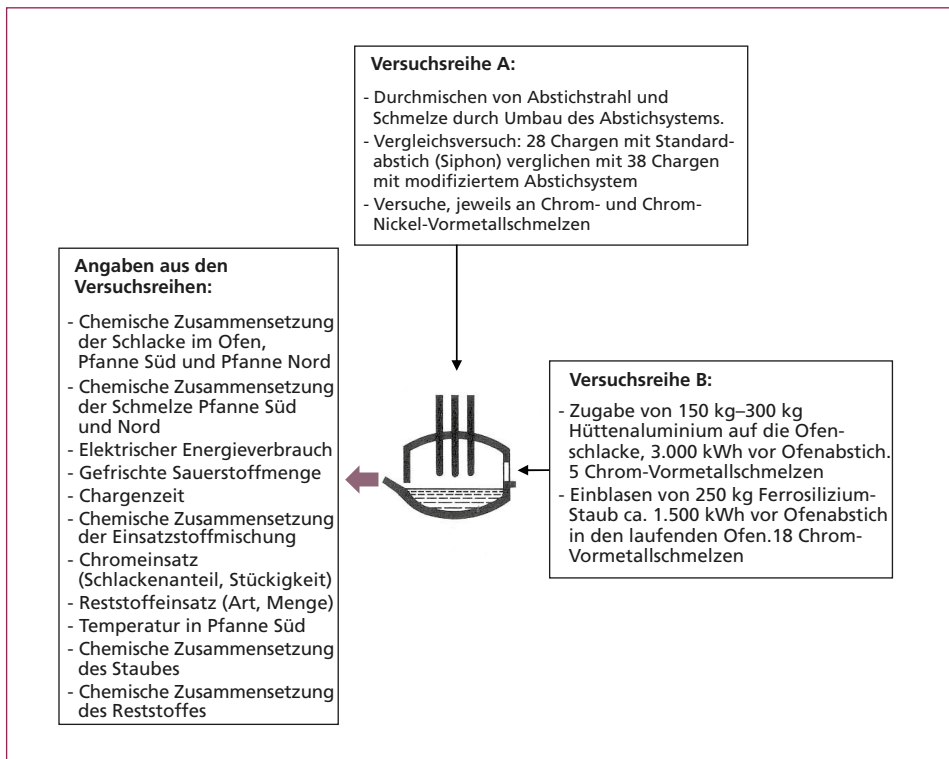 Versuchsreihe A:
- Durchmischen von Abstichstrahl und
Schmelze durch Umbau des Abstichsystems.
- Vergleichsversuch: 28 Chargen mit Standard-
abstich (Siphon) verglichen mit 38 Chargen
mit modifiziertem Abstichsystem
- Versuche, jeweils an Chrom- und Chrom-
Nickel-Vormetallschmelzen
Angaben aus den
Versuchsreihen:
- Chemische Zusammensetzung
der Schlacke im Ofen,
Pfanne Süd und Pfanne Nord
- Chemische Zusammensetzung
der Schmelze Pfanne Süd
und Nord
- Elektrischer Energieverbrauch
- Gefrischte Sauerstoffmenge
- Chargenzeit
- Chemische Zusammensetzung
der Einsatzstoffmischung
- Chromeinsatz
(Schlackenanteil, Stückigkeit)
- Reststoffeinsatz (Art, Menge)
- Temperatur in Pfanne Süd
- Chemische Zusammensetzung
des Staubes
- Chemische Zusammensetzung
des Reststoffes
Versuchsreihe B:
- Zugabe von 150 kg–300 kg
Hüttenaluminium auf die Ofen-
schlacke, 3.000 kWh vor Ofenabstich.
5 Chrom-Vormetallschmelzen
- Einblasen von 250 kg Ferrosilizium-
Staub ca. 1.500 kWh vor Ofenabstich
in den laufenden Ofen.18 Chrom-
Vormetallschmelzen